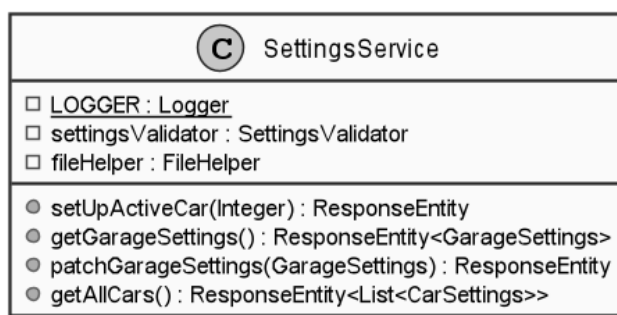 C SettingsService
LOGGER : Logger
settingsValidator : SettingsValidator
fileHelper : FileHelper
setUpActiveCar(Integer) : ResponseEntity
getGarageSettings() : ResponseEntity<GarageSettings>
patchGarageSettings(GarageSettings) : ResponseEntity
getAllCars() : ResponseEntity<List<CarSettings>>